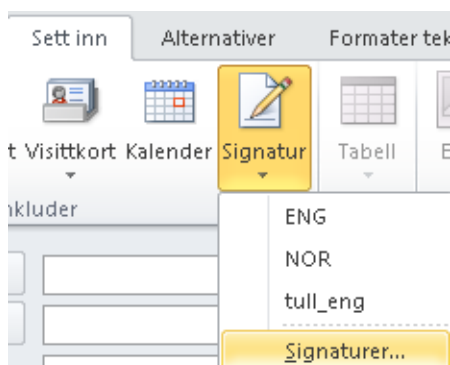 Sett inn Alternativer Formater tek
t Visittkort Kalender Signatur Tabell E
nkluder
ENG
NOR
tull_eng
Signaturer...